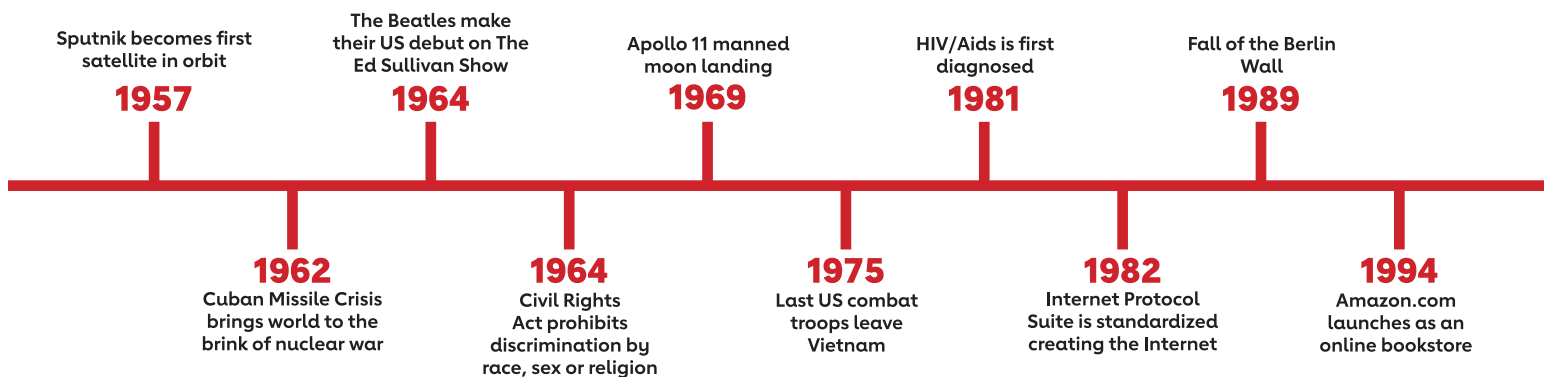 Sputnik becomes first
satellite in orbit
1957
Cuban Missile Crisis
brings world to the
brink of nuclear war
1962
The Beatles make
their US debut on The
Ed Sullivan Show
1964
1964
Civil Rights
Act prohibits
discrimination by
race, sex or religion
Apollo 11 manned
moon landing
1969
1975
Last US combat
troops leave
Vietnam
HIV/Aids is first
diagnosed
1981
1982
Internet Protocol
Suite is standardized
creating the Internet
Fall of the Berlin
Wall
1989
1994
Amazon.com
launches as an
online bookstore